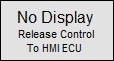 No Display
Release Control
To HMI ECU